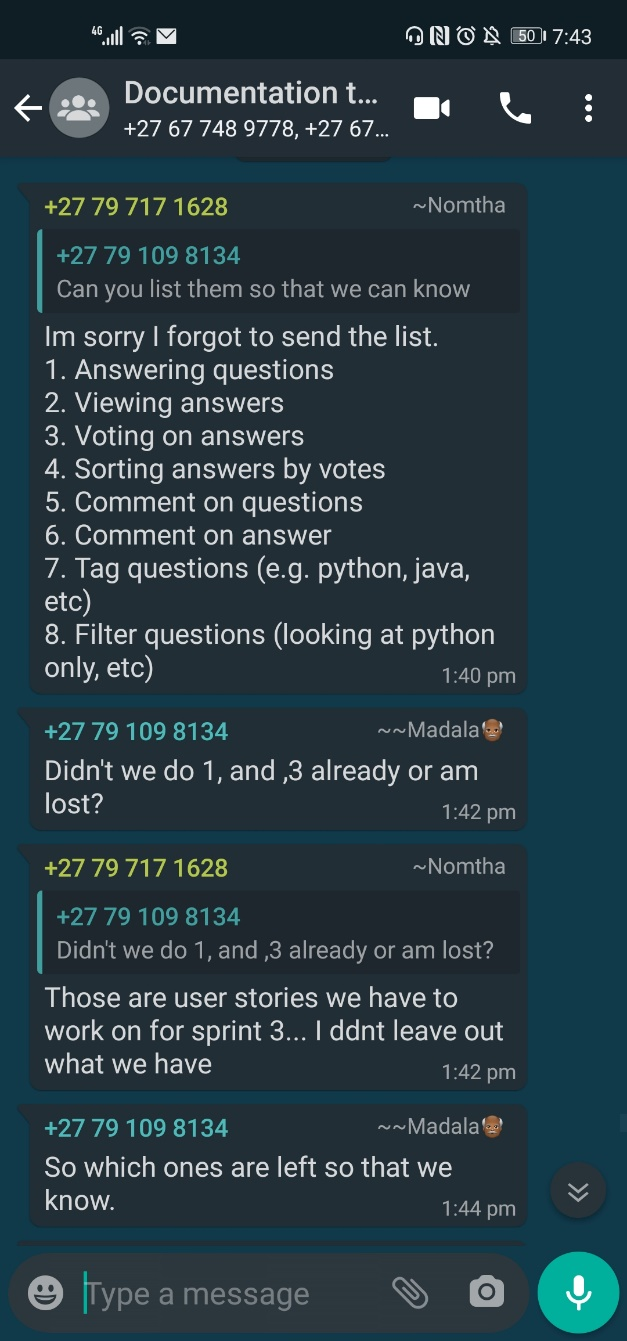 4G 50 7:43
Documentation t...
+27 67 748 9778, +27 67...
+27 79 717 1628 ~Nomtha
+27 79 109 8134
Can you list them so that we can know
Im sorry I forgot to send the list.
1. Answering questions
2. Viewing answers
3. Voting on answers
4. Sorting answers by votes
5. Comment on questions
6. Comment on answer
7. Tag questions (e.g. python, java,
etc)
8. Filter questions (looking at python
only, etc) 1:40 pm
+27 79 109 8134 ~~Madala👴🏾
Didn't we do 1, and ,3 already or am
lost? 1:42 pm
+27 79 717 1628 ~Nomtha
+27 79 109 8134
Didn't we do 1, and ,3 already or am lost?
Those are user stories we have to
work on for sprint 3... I ddnt leave out
what we have 1:42 pm
+27 79 109 8134 ~~Madala👴🏾
So which ones are left so that we
know. 1:44 pm
Type a message